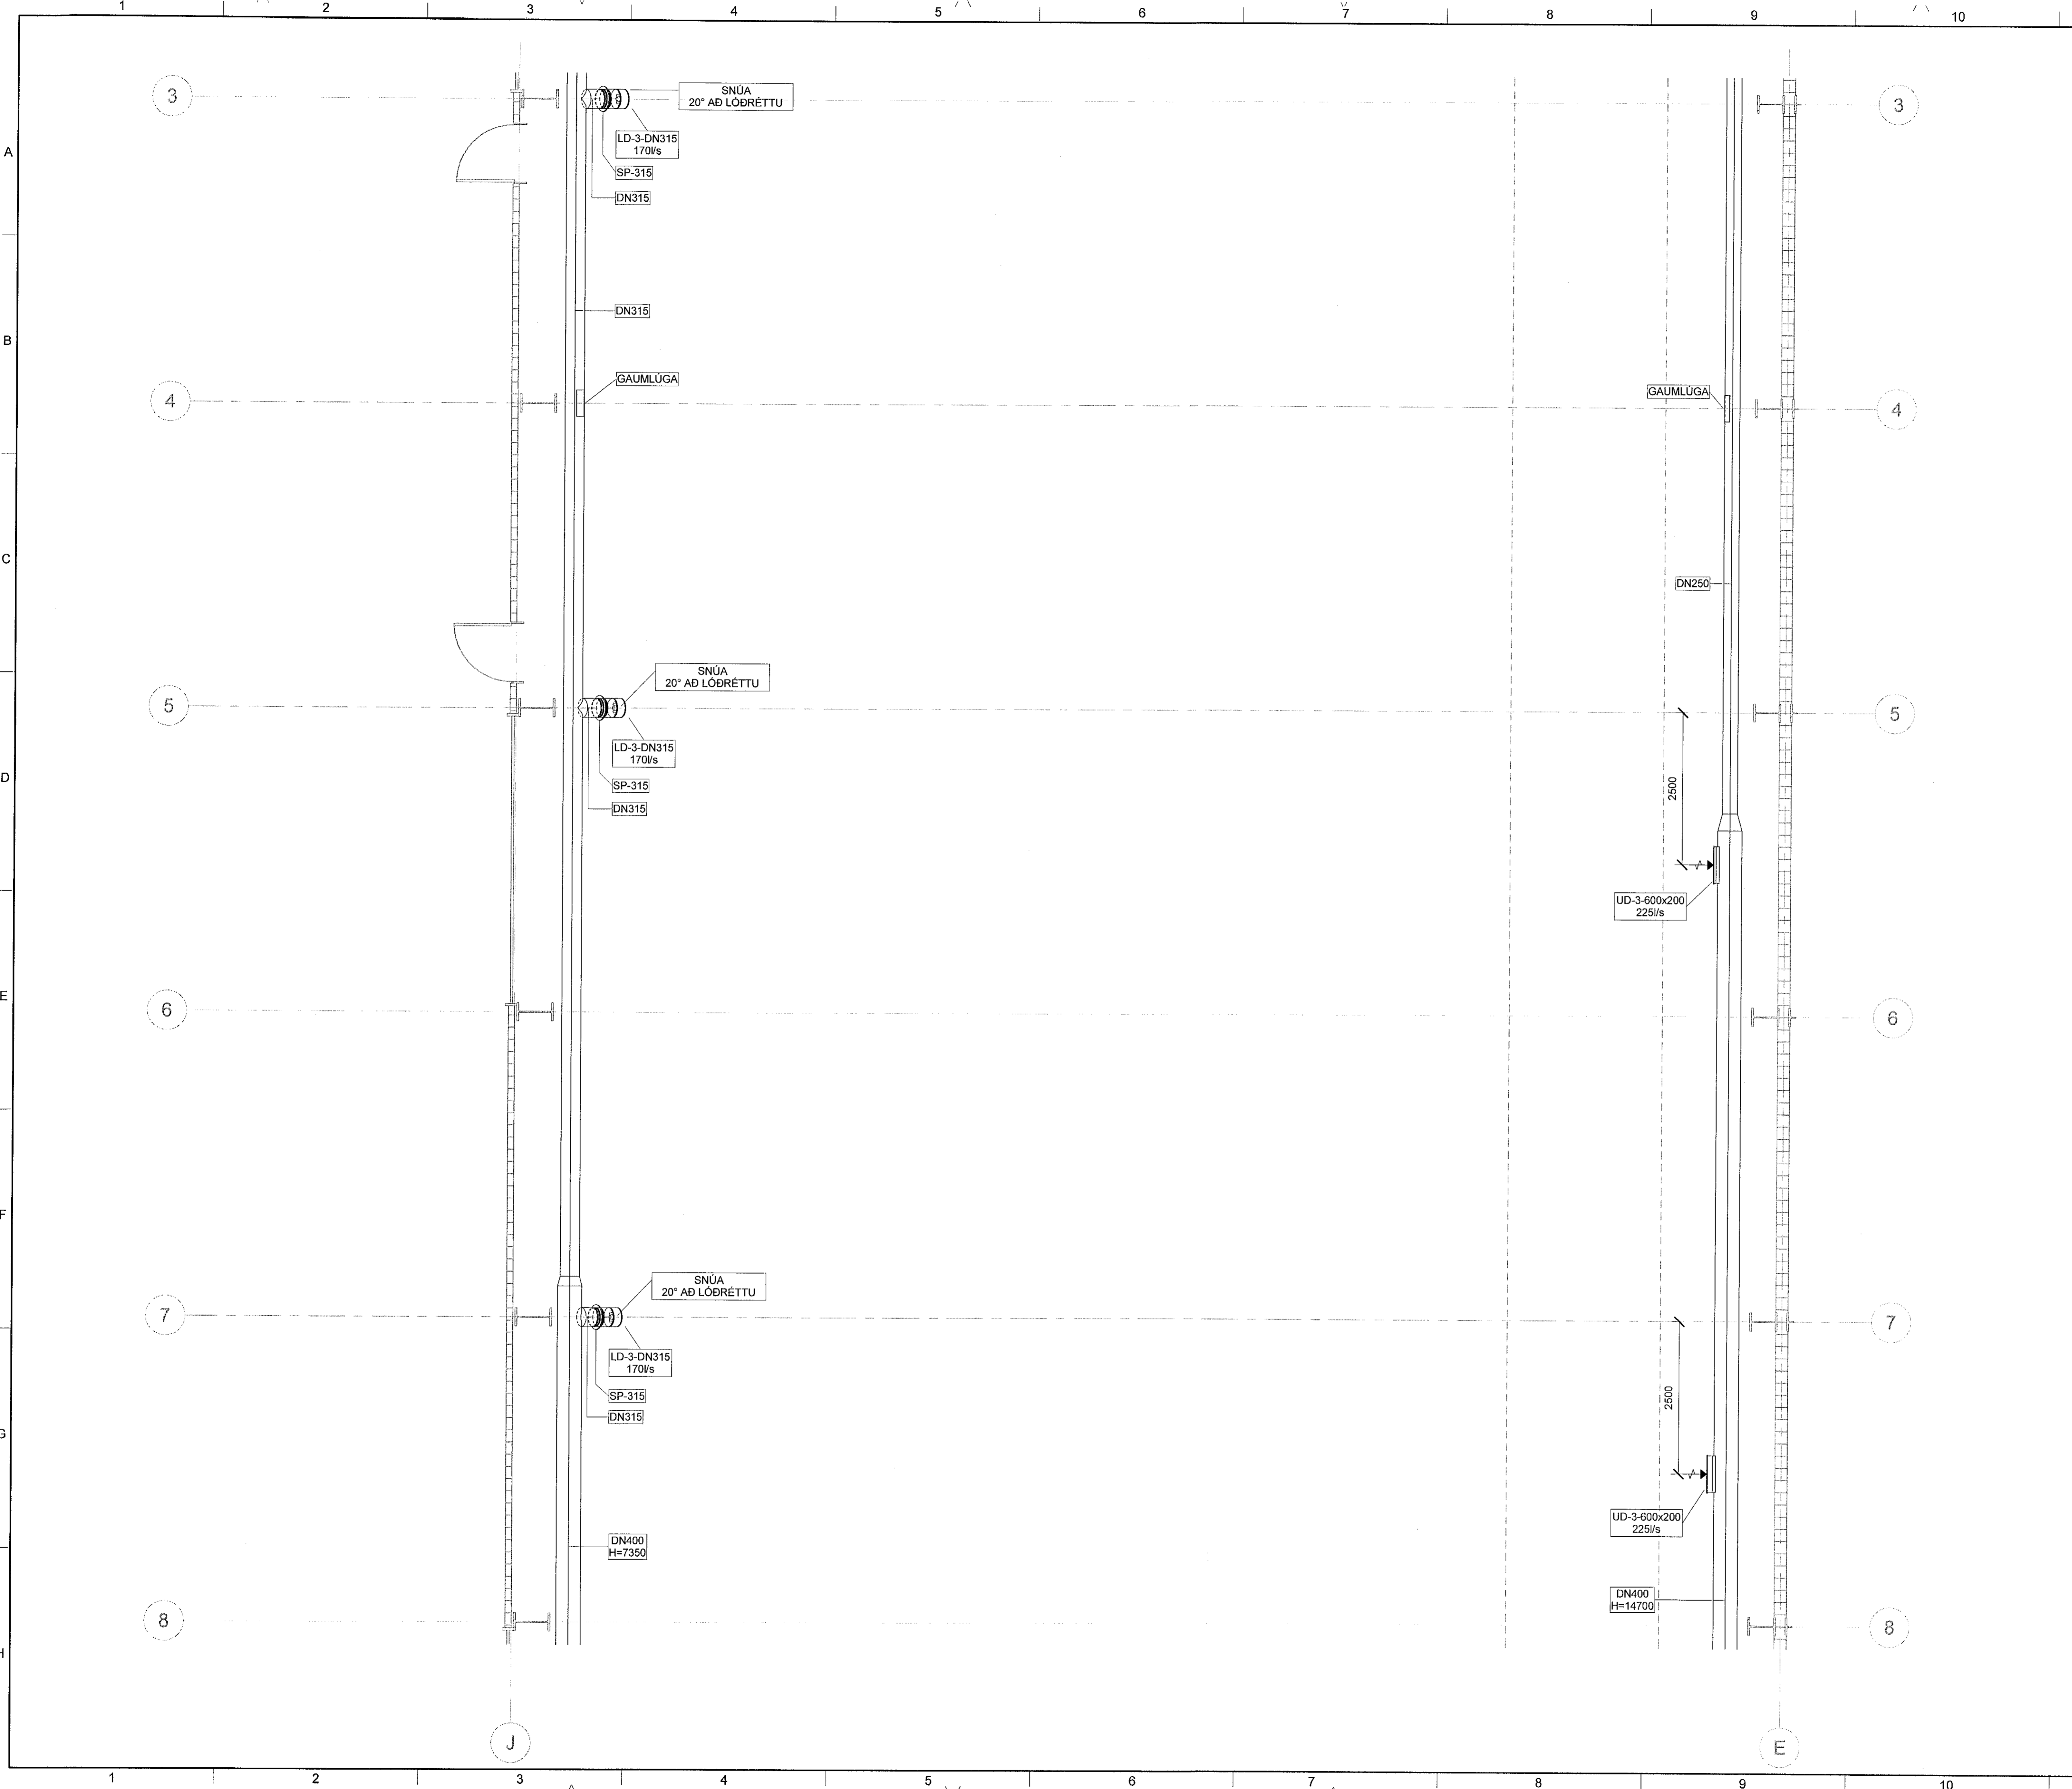 1 2 3 4 5 6 7 8 9 10
3
SNÚA
20° AÐ LÓÐRÉTTU
3
LD-3-DN315
170l/s
A
SP-315
DN315
DN315
B
GAUMLÚGA
GAUMLÚGA
4
4
C
DN250
SNÚA
20° AÐ LÓÐRÉTTU
5
5
LD-3-DN315
170l/s
D
SP-315
2500
DN315
UD-3-600x200
225l/s
E
6
6
F
SNÚA
20° AÐ LÓÐRÉTTU
7
7
LD-3-DN315
170l/s
SP-315
2500
DN315
G
UD-3-600x200
225l/s
DN400
H=7350
DN400
H=14700
8
8
H
J
E
1 2 3 4 5 6 7 8 9 10